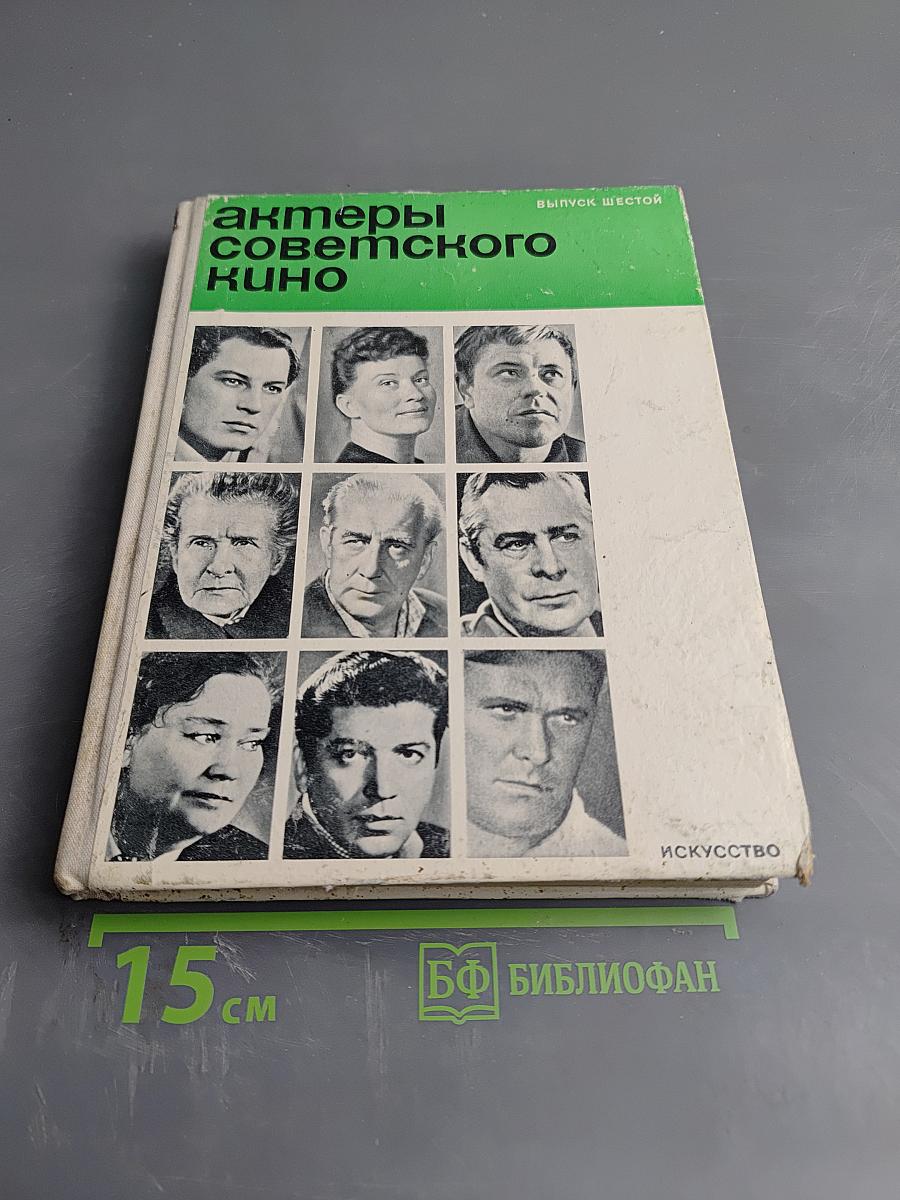 актеры
советского
кино
ВЫПУСК ШЕСТОЙ
ИСКУССТВО
15 см
БФ БИБЛИОФАН